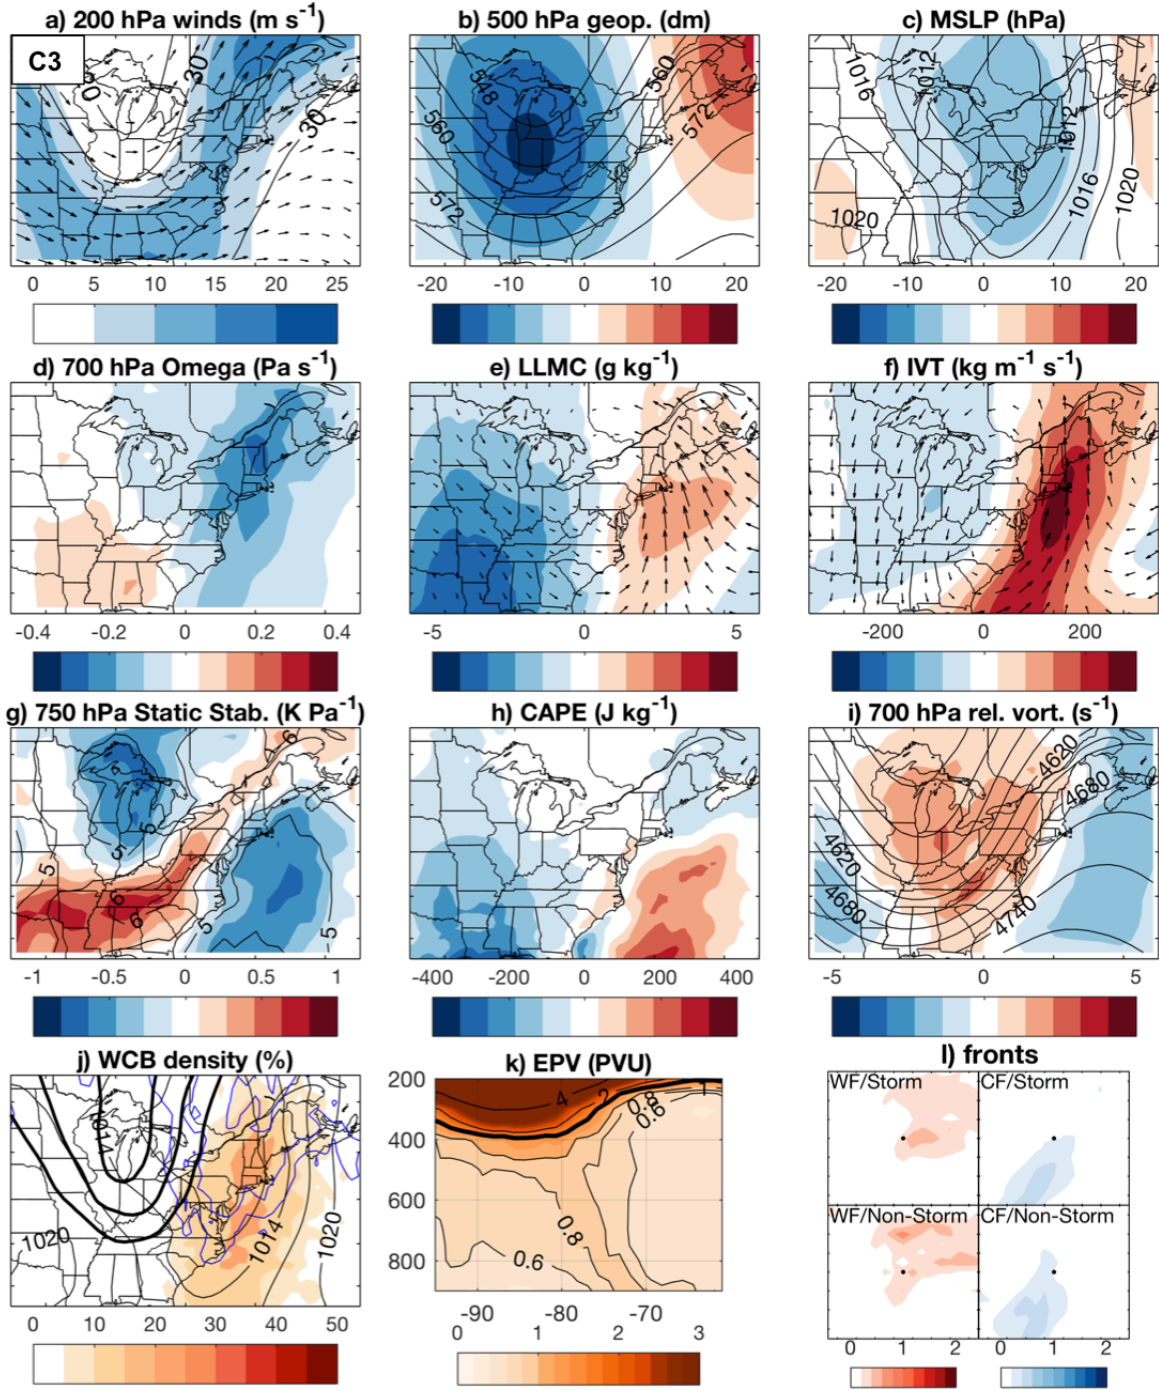 a) 200 hPa winds (m s⁻¹)
C3
30
30
0 5 10 15 20 25
b) 500 hPa geop. (dm)
548
560
560
572
572
-20 -10 0 10 20
c) MSLP (hPa)
1016
1012
1012
1016
1020
1020
-20 -10 0 10 20
d) 700 hPa Omega (Pa s⁻¹)
-0.4 -0.2 0 0.2 0.4
e) LLMC (g kg⁻¹)
-5 0 5
f) IVT (kg m⁻¹ s⁻¹)
-200 0 200
g) 750 hPa Static Stab. (K Pa⁻¹)
6
5
5
5
6
6
5
5
-1 -0.5 0 0.5 1
h) CAPE (J kg⁻¹)
-400 -200 0 200 400
i) 700 hPa rel. vort. (s⁻¹)
4620
4680
4620
4680
4740
-5 0 5
j) WCB density (%)
1014
1020
1014
1020
0 10 20 30 40 50
k) EPV (PVU)
200
400
600
800
4
2
1
0.8
0.6
0.8
0.6
-90 -80 -70
0 1 2 3
l) fronts
WF/Storm CF/Storm
WF/Non-Storm CF/Non-Storm
0 1 2 0 1 2